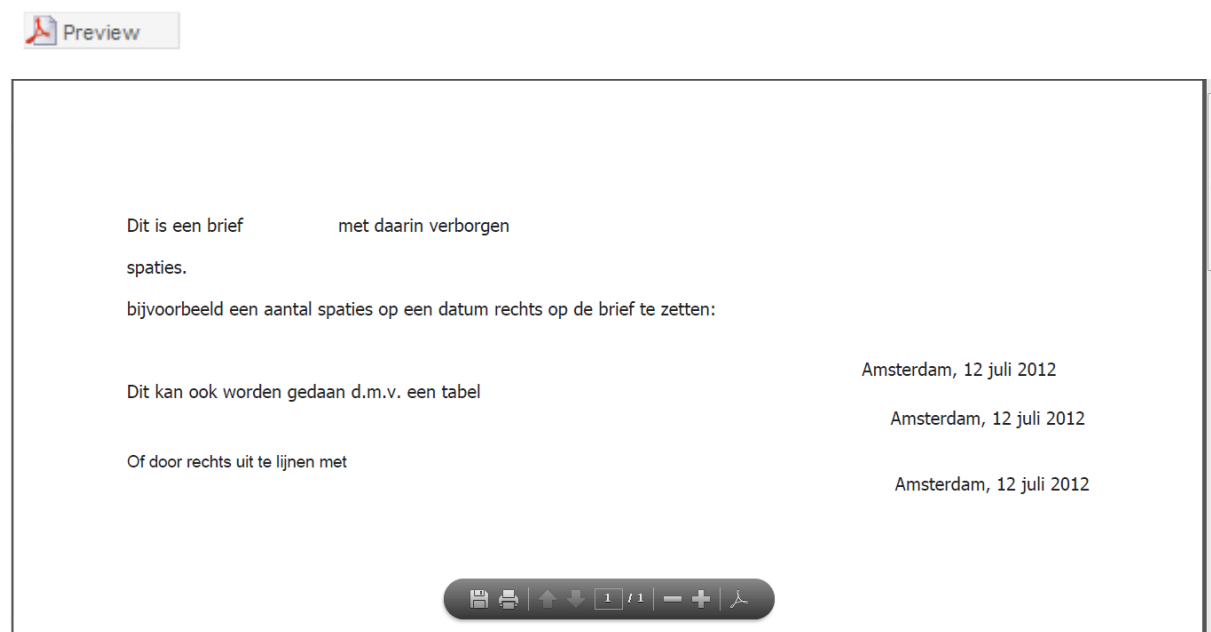 Preview
Dit is een brief met daarin verborgen
spaties.
bijvoorbeeld een aantal spaties op een datum rechts op de brief te zetten:
Amsterdam, 12 juli 2012
Dit kan ook worden gedaan d.m.v. een tabel
Amsterdam, 12 juli 2012
Of door rechts uit te lijnen met
Amsterdam, 12 juli 2012
1 / 1